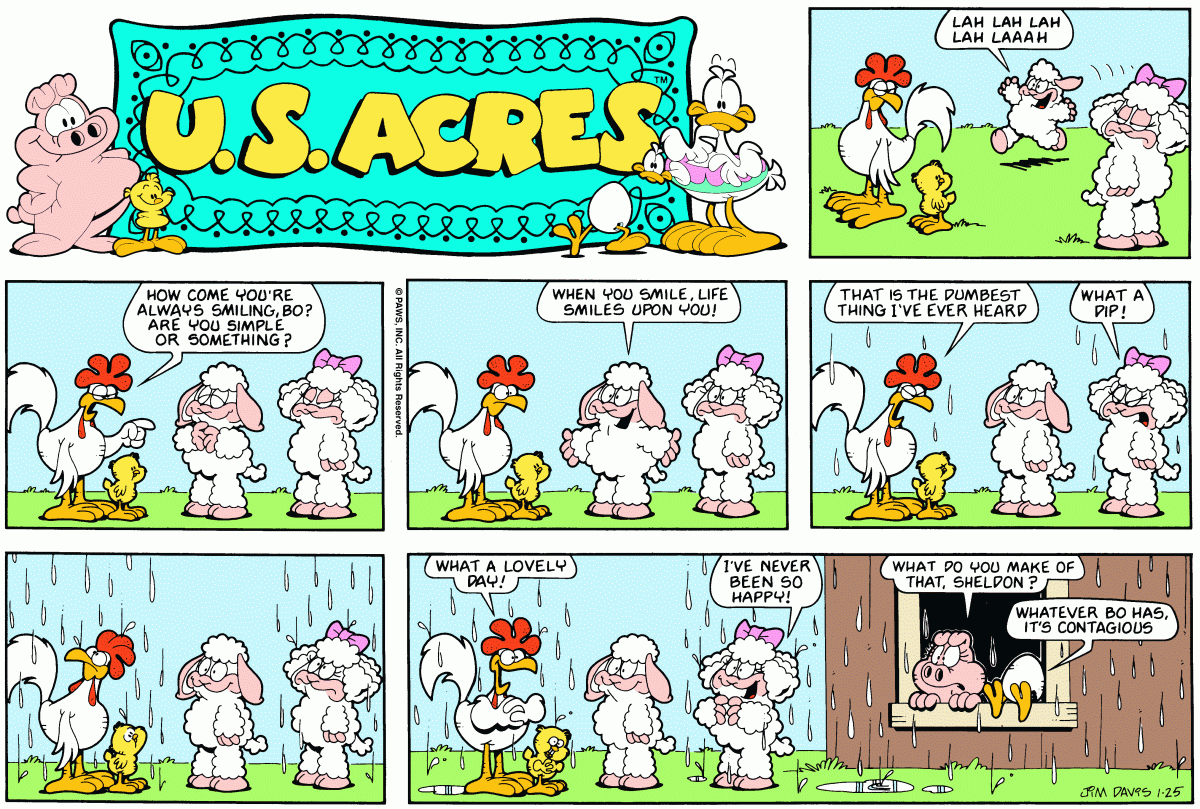 U.S. ACRES
TM
LAH LAH LAH
LAH LAAAH
HOW COME YOU'RE
ALWAYS SMILING, BO?
ARE YOU SIMPLE
OR SOMETHING?
© PAWS, INC. All Rights Reserved.
WHEN YOU SMILE, LIFE
SMILES UPON YOU!
THAT IS THE DUMBEST
THING I'VE EVER HEARD
WHAT A
DIP!
WHAT A LOVELY
DAY!
I'VE NEVER
BEEN SO
HAPPY!
WHAT DO YOU MAKE OF
THAT, SHELDON?
WHATEVER BO HAS,
IT'S CONTAGIOUS
JIM DAVIS 1-25